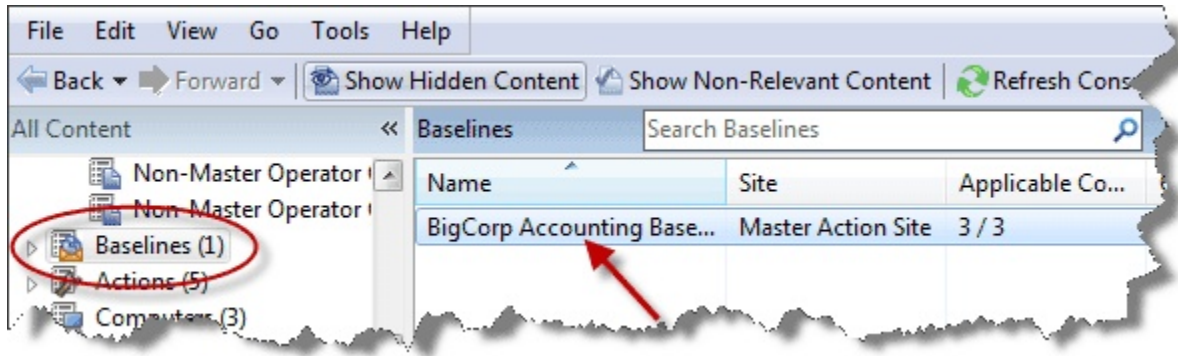 File Edit View Go Tools Help
Back Forward Show Hidden Content Show Non-Relevant Content Refresh Cons
All Content « Baselines Search Baselines
Non-Master Operator
Non-Master Operator
Baselines (1)
Actions (5)
Computers (3)
Name Site Applicable Co...
BigCorp Accounting Base... Master Action Site 3 / 3